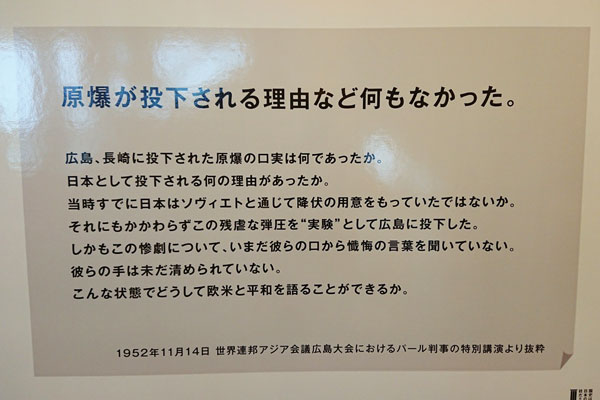 原爆が投下される理由など何もなかった。
広島、長崎に投下された原爆の口実は何であったか。
日本として投下される何の理由があったか。
当時すでに日本はソヴィエトと通じて降伏の用意をもっていたではないか。
それにもかかわらずこの残虐な弾圧を“実験”として広島に投下した。
しかもこの惨劇について、いまだ彼らの口から懺悔の言葉を聞いていない。
彼らの手は未だ清められていない。
こんな状態でどうして欧米と平和を語ることができるか。
1952年11月14日 世界連邦アジア会議広島大会におけるパール判事の特別講演より抜粋